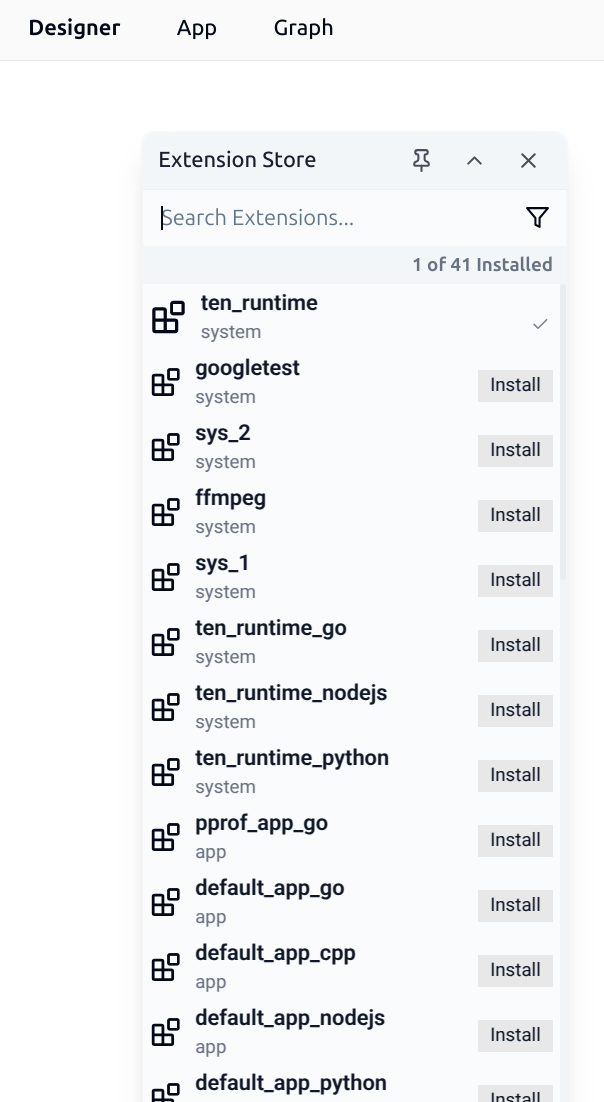 Designer App Graph
Extension Store
Search Extensions...
1 of 41 Installed
ten_runtime
system
googletest
system
Install
sys_2
system
Install
ffmpeg
system
Install
sys_1
system
Install
ten_runtime_go
system
Install
ten_runtime_nodejs
system
Install
ten_runtime_python
system
Install
pprof_app_go
app
Install
default_app_go
app
Install
default_app_cpp
app
Install
default_app_nodejs
app
Install
default_app_python
Install